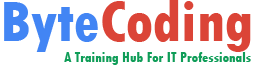 ByteCoding
A Training Hub For IT Professionals